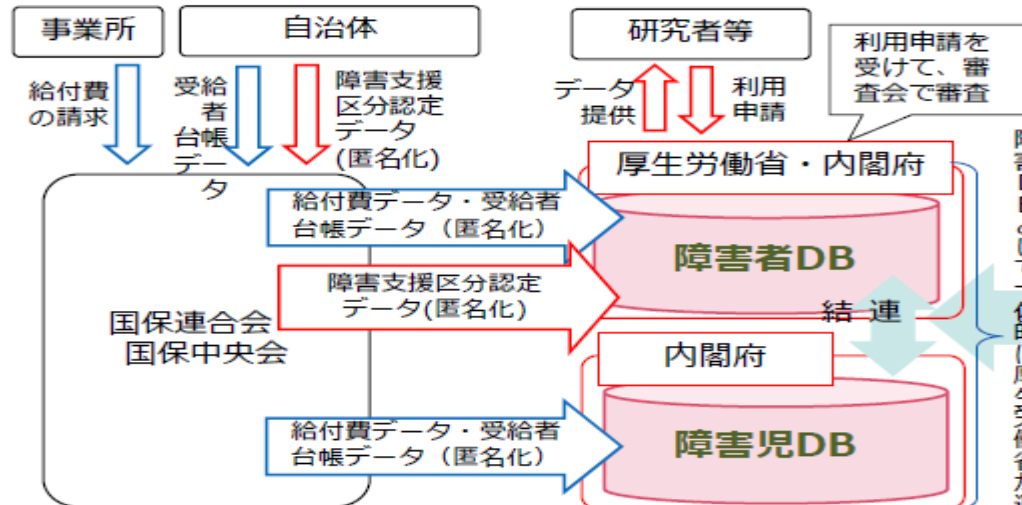 事業所
自治体
研究者等
利用申請を
受けて、審
査会で審査
給付費
の請求
受給
者
台帳
デー
タ
障害支援
区分認定
データ
(匿名化)
データ
提供
利用
申請
厚生労働省・内閣府
給付費データ・受給者
台帳データ（匿名化）
障害者DB
障害支援区分認定
データ(匿名化)
国保連合会
国保中央会
結 連
内閣府
給付費データ・受給者
台帳データ（匿名化）
障害児DB